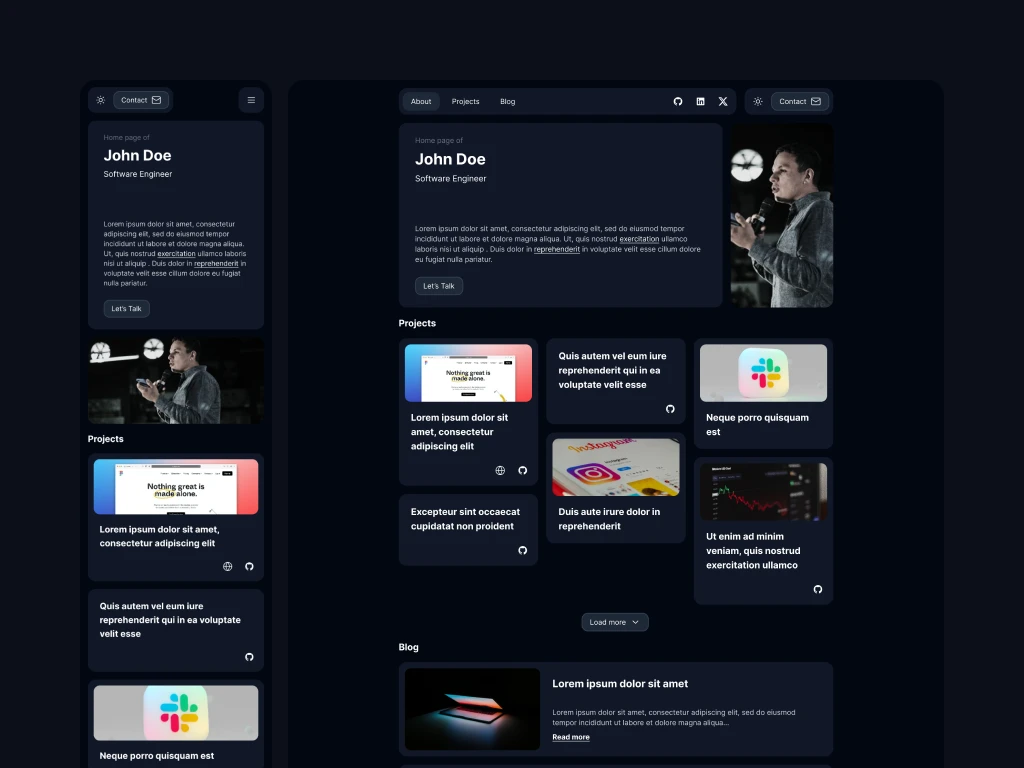 Contact
Home page of
John Doe
Software Engineer
Lorem ipsum dolor sit amet, consectetur
adipiscing elit, sed do eiusmod tempor
incididunt ut labore et dolore magna aliqua.
Ut, quis nostrud exercitation ullamco laboris
nisi ut aliquip . Duis dolor in reprehenderit in
voluptate velit esse cillum dolore eu fugiat
nulla pariatur.
Let's Talk
Projects
Nothing great is
made alone.
Lorem ipsum dolor sit amet,
consectetur adipiscing elit
Quis autem vel eum iure
reprehenderit qui in ea voluptate
velit esse
Neque porro quisquam est
About Projects Blog
Contact
Home page of
John Doe
Software Engineer
Lorem ipsum dolor sit amet, consectetur adipiscing elit, sed do eiusmod tempor
incididunt ut labore et dolore magna aliqua. Ut, quis nostrud exercitation ullamco
laboris nisi ut aliquip . Duis dolor in reprehenderit in voluptate velit esse cillum dolore
eu fugiat nulla pariatur.
Let's Talk
Projects
Nothing great is
made alone.
Lorem ipsum dolor sit
amet, consectetur
adipiscing elit
Excepteur sint occaecat
cupidatat non proident
Quis autem vel eum iure
reprehenderit qui in ea
voluptate velit esse
Instagram
Instagram
Duis aute irure dolor in
reprehenderit
Neque porro quisquam
est
Ut enim ad minim
veniam, quis nostrud
exercitation ullamco
Load more
Blog
Lorem ipsum dolor sit amet
Lorem ipsum dolor sit amet, consectetur adipiscing elit, sed do eiusmod
tempor incididunt ut labore et dolore magna aliqua...
Read more